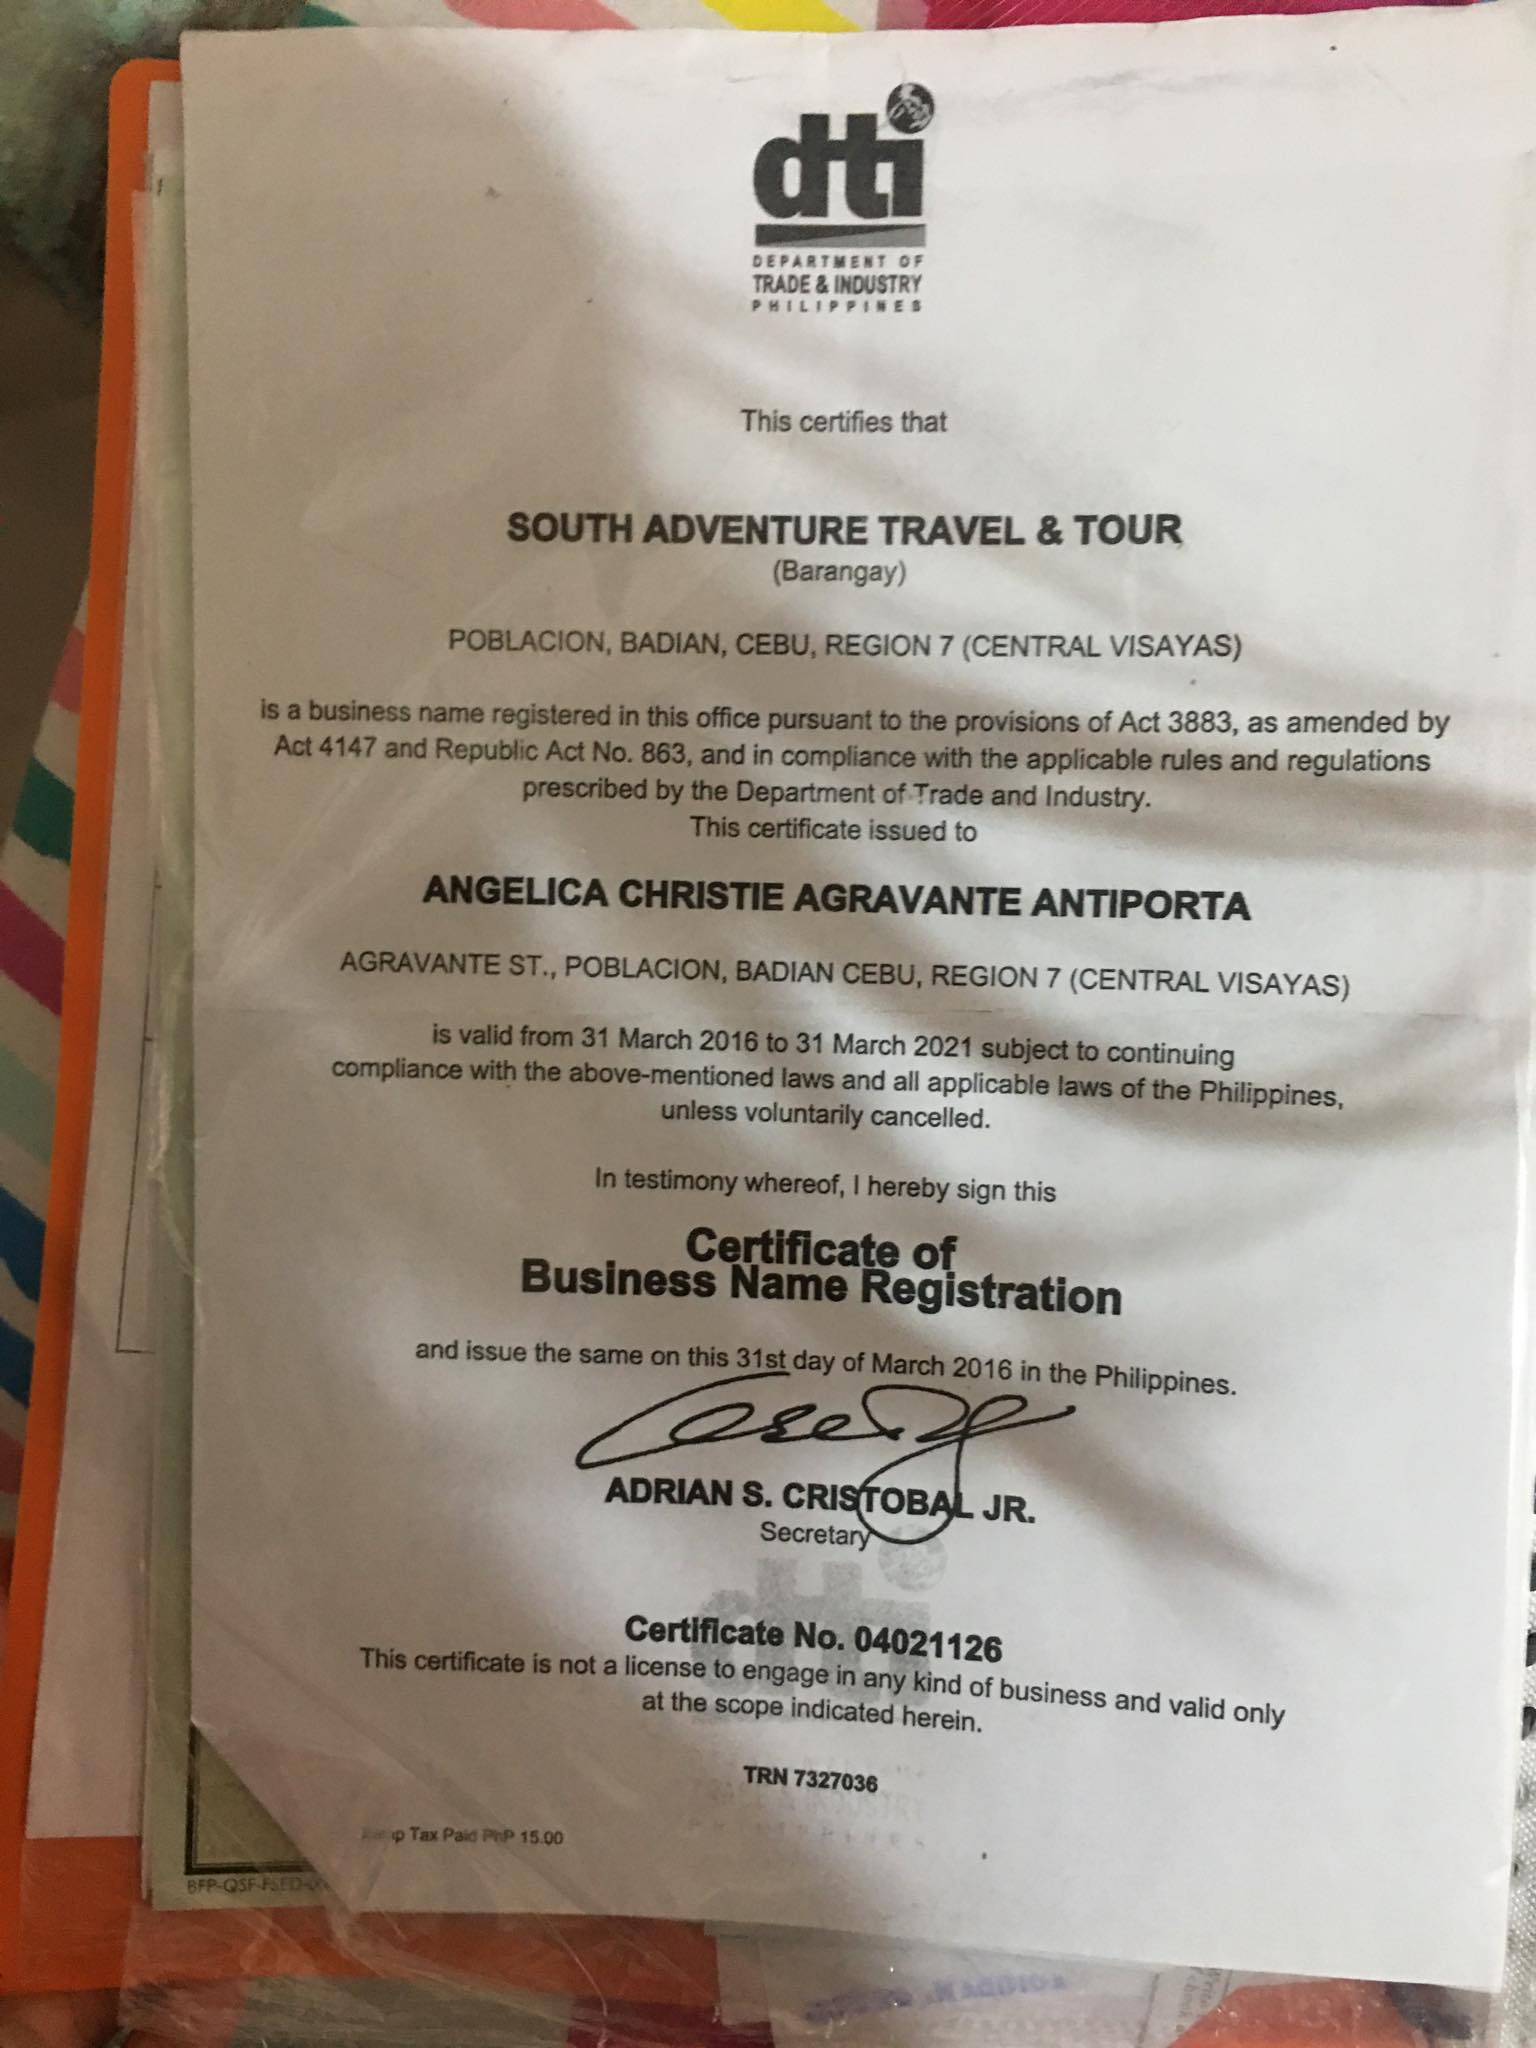 dti
DEPARTMENT OF
TRADE & INDUSTRY
PHILIPPINES
This certifies that
SOUTH ADVENTURE TRAVEL & TOUR
(Barangay)
POBLACION, BADIAN, CEBU, REGION 7 (CENTRAL VISAYAS)
is a business name registered in this office pursuant to the provisions of Act 3883, as amended by
Act 4147 and Republic Act No. 863, and in compliance with the applicable rules and regulations
prescribed by the Department of Trade and Industry.
This certificate issued to
ANGELICA CHRISTIE AGRAVANTE ANTIPORTA
AGRAVANTE ST., POBLACION, BADIAN CEBU, REGION 7 (CENTRAL VISAYAS)
is valid from 31 March 2016 to 31 March 2021 subject to continuing
compliance with the above-mentioned laws and all applicable laws of the Philippines,
unless voluntarily cancelled.
In testimony whereof, I hereby sign this
Certificate of
Business Name Registration
and issue the same on this 31st day of March 2016 in the Philippines.
ADRIAN S. CRISTOBAL JR.
Secretary
dti
Certificate No. 04021126
This certificate is not a license to engage in any kind of business and valid only
at the scope indicated herein.
TRN 7327036
Tax Paid PhP 15.00
BFP-QSF-FSED-